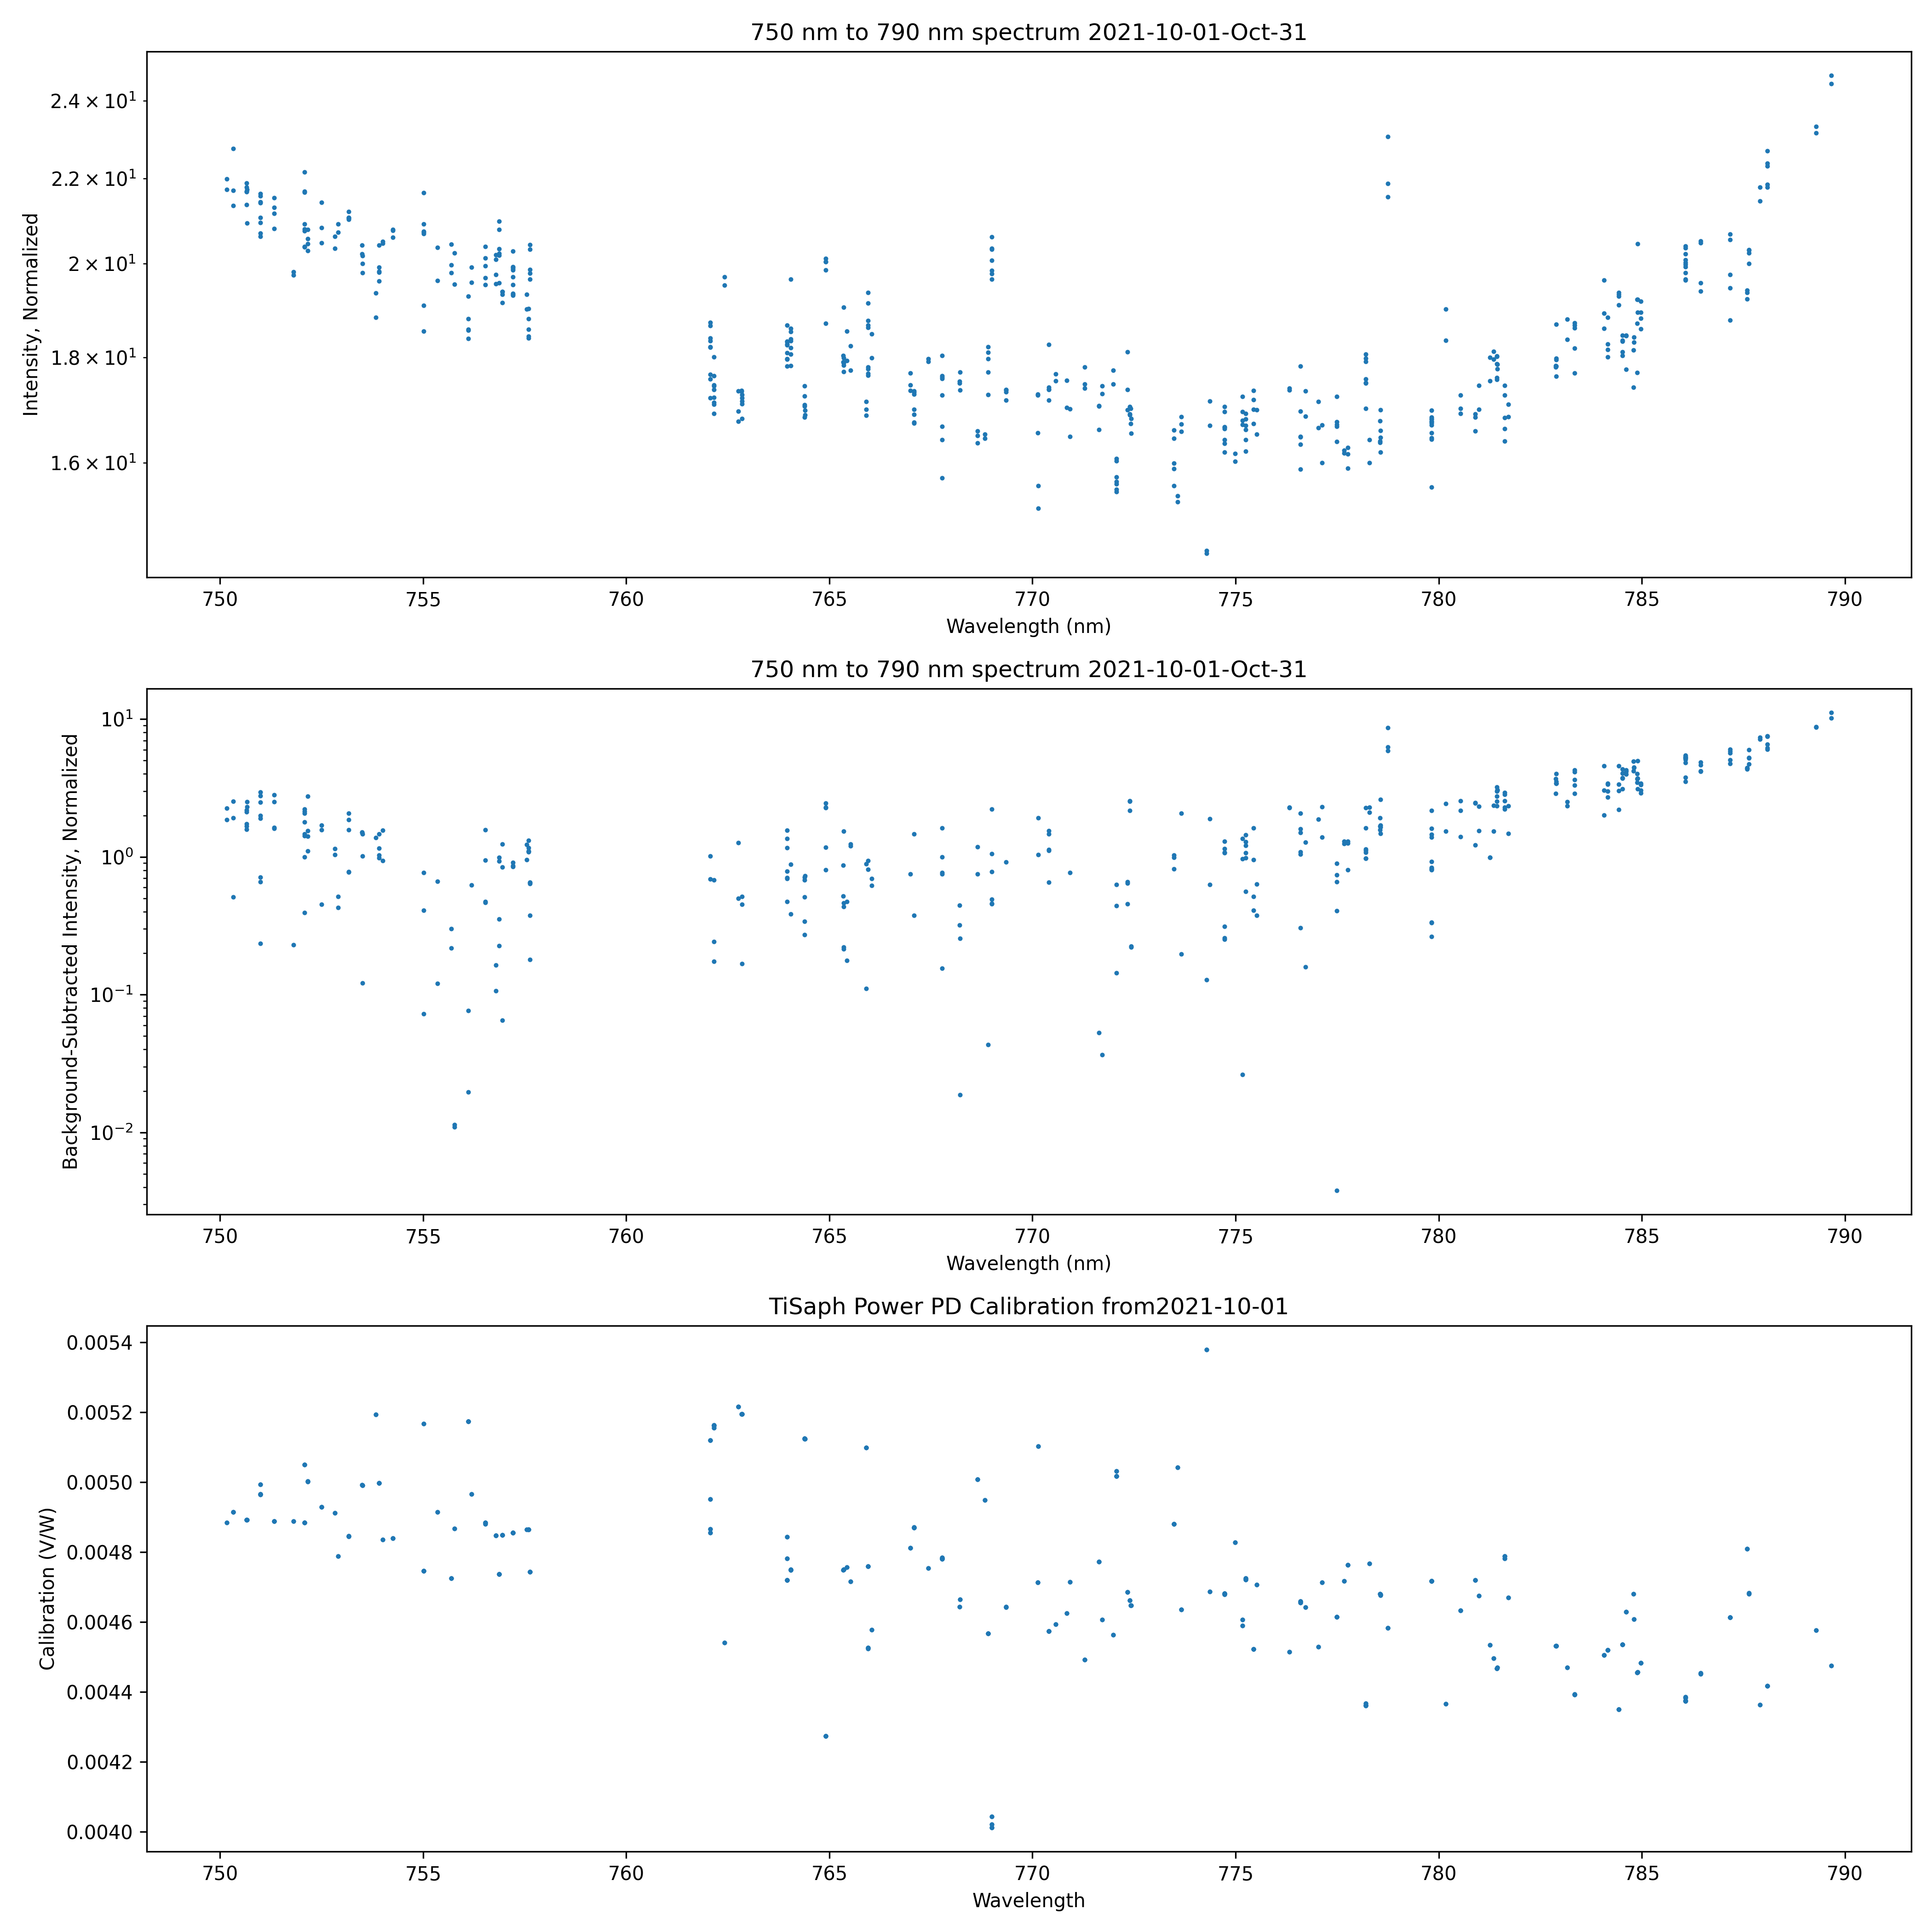 750 nm to 790 nm spectrum 2021-10-01-Oct-31
2.4 × 10¹
2.2 × 10¹
2 × 10¹
1.8 × 10¹
1.6 × 10¹
Intensity, Normalized
750 755 760 765 770 775 780 785 790
Wavelength (nm)
750 nm to 790 nm spectrum 2021-10-01-Oct-31
10¹
10⁰
10⁻¹
10⁻²
Background-Subtracted Intensity, Normalized
750 755 760 765 770 775 780 785 790
Wavelength (nm)
TiSaph Power PD Calibration from2021-10-01
0.0054
0.0052
0.0050
0.0048
0.0046
0.0044
0.0042
0.0040
Calibration (V/W)
750 755 760 765 770 775 780 785 790
Wavelength